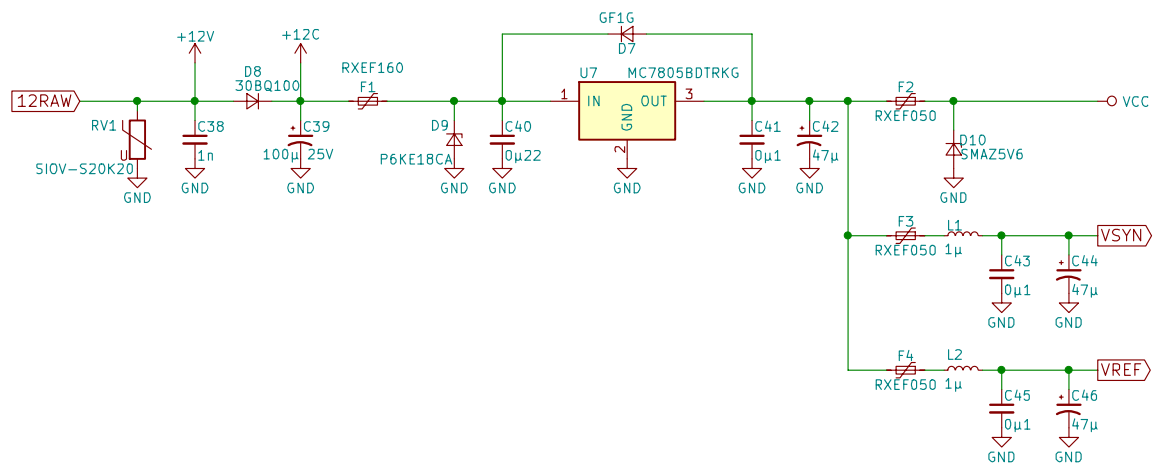 GF1G
D7
+12V
+12C
D8
30BQ100
RXEF160
F1
U7
MC7805BDTRKG
12RAW
1
IN
OUT
3
GND
2
GND
F2
RXEF050
VCC
RV1
U
SIOV-S20K20
GND
C38
1n
GND
C39
100µ 25V
GND
D9
P6KE18CA
GND
C40
0µ22
GND
C41
0µ1
GND
C42
47µ
GND
D10
SMAZ5V6
GND
F3
RXEF050
L1
1µ
VSYN
C43
0µ1
GND
C44
47µ
GND
F4
RXEF050
L2
1µ
VREF
C45
0µ1
GND
C46
47µ
GND